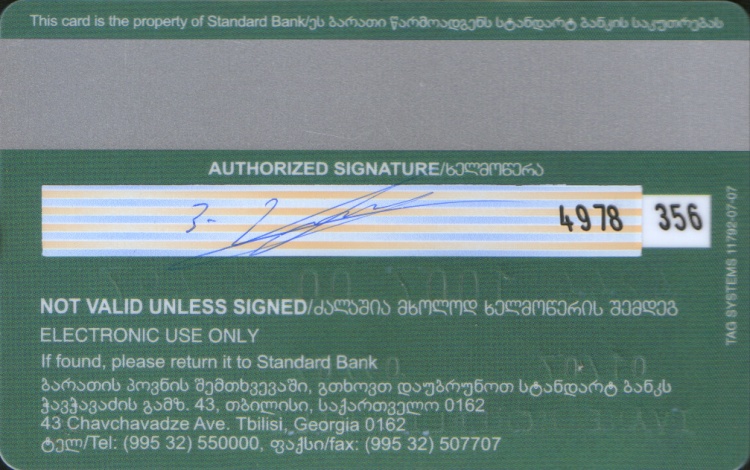 This card is the property of Standard Bank/ეს ბარათი წარმოადგენს სტანდარტ ბანკის საკუთრებას
AUTHORIZED SIGNATURE/ხელმოწერა
4978 356
TAG SYSTEMS 11792-07-07
NOT VALID UNLESS SIGNED/ძალაშია მხოლოდ ხელმოწერის შემდეგ
ELECTRONIC USE ONLY
If found, please return it to Standard Bank
ბარათის პოვნის შემთხვევაში, გთხოვთ დაუბრუნოთ სტანდარტ ბანკს
ჭავჭავაძის გამზ. 43, თბილისი, საქართველო 0162
43 Chavchavadze Ave. Tbilisi, Georgia 0162
ტელ/Tel: (995 32) 550000, ფაქსი/fax: (995 32) 507707